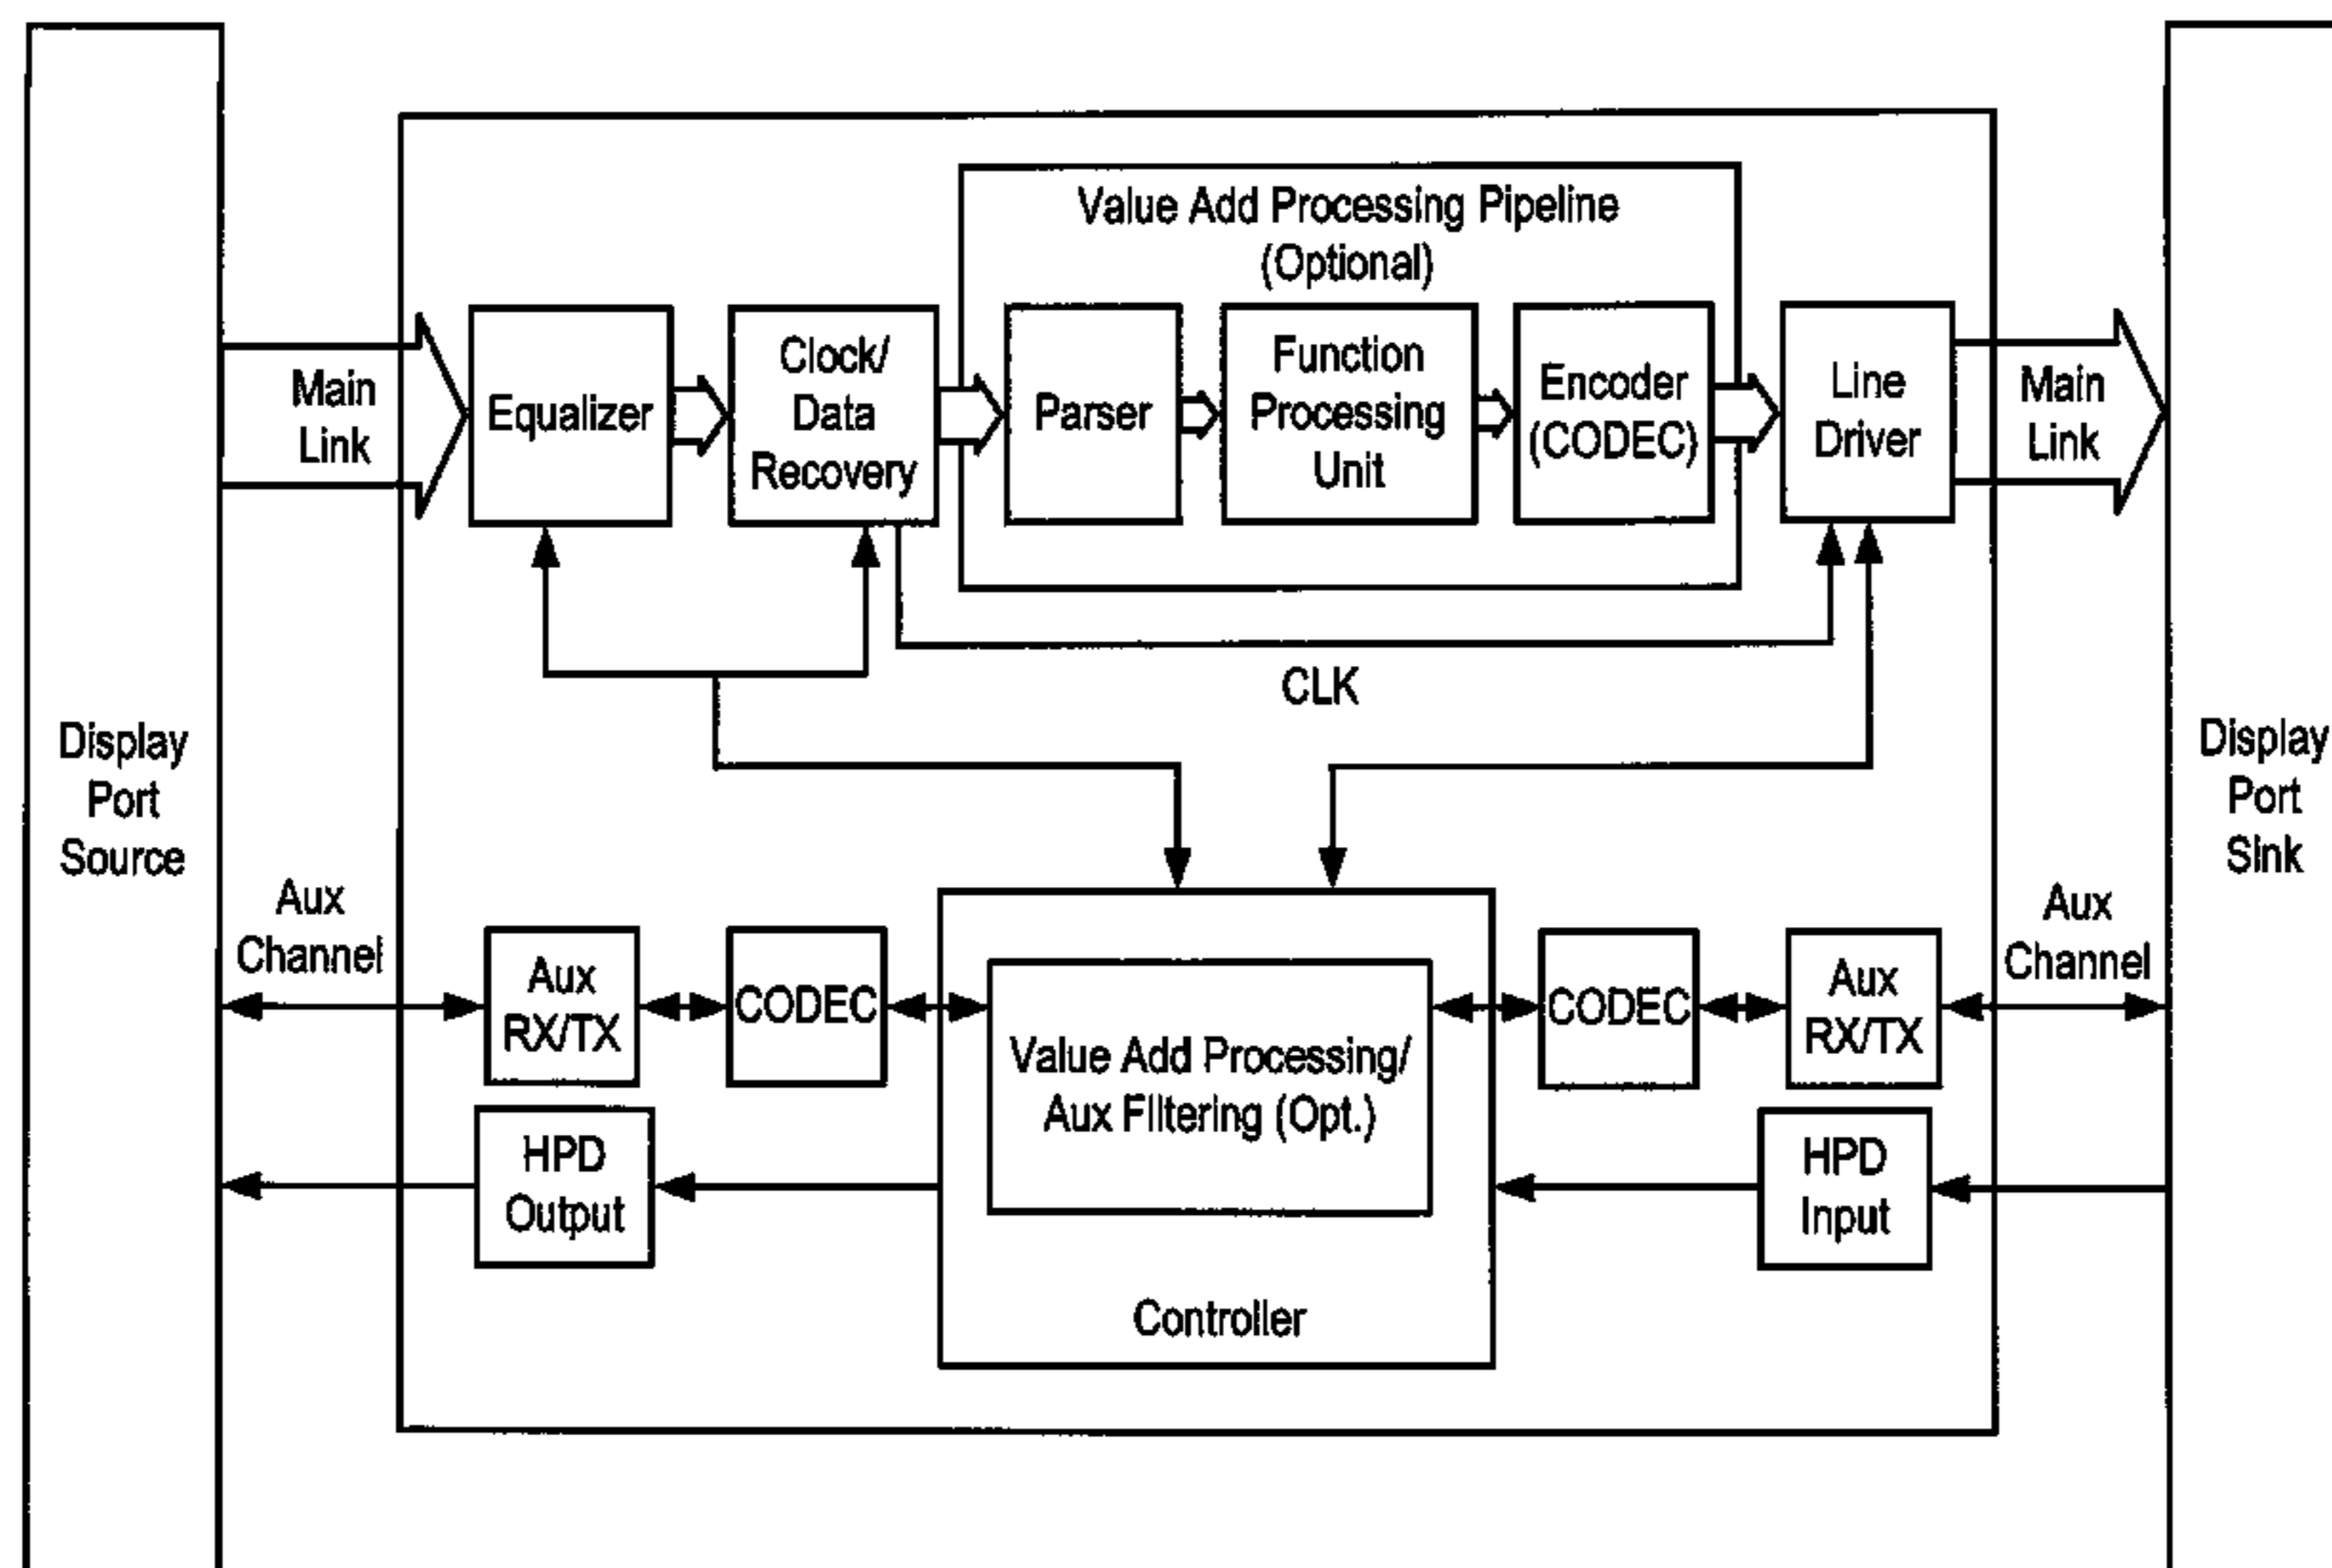 Value Add Processing Pipeline
(Optional)
Main
Link
Equalizer
Clock/
Data
Recovery
Parser
Function
Processing
Unit
Encoder
(CODEC)
Line
Driver
Main
Link
CLK
Display
Port
Source
Display
Port
Sink
Aux
Channel
Aux
RX/TX
CODEC
Value Add Processing/
Aux Filtering (Opt.)
CODEC
Aux
RX/TX
Aux
Channel
HPD
Output
HPD
Input
Controller